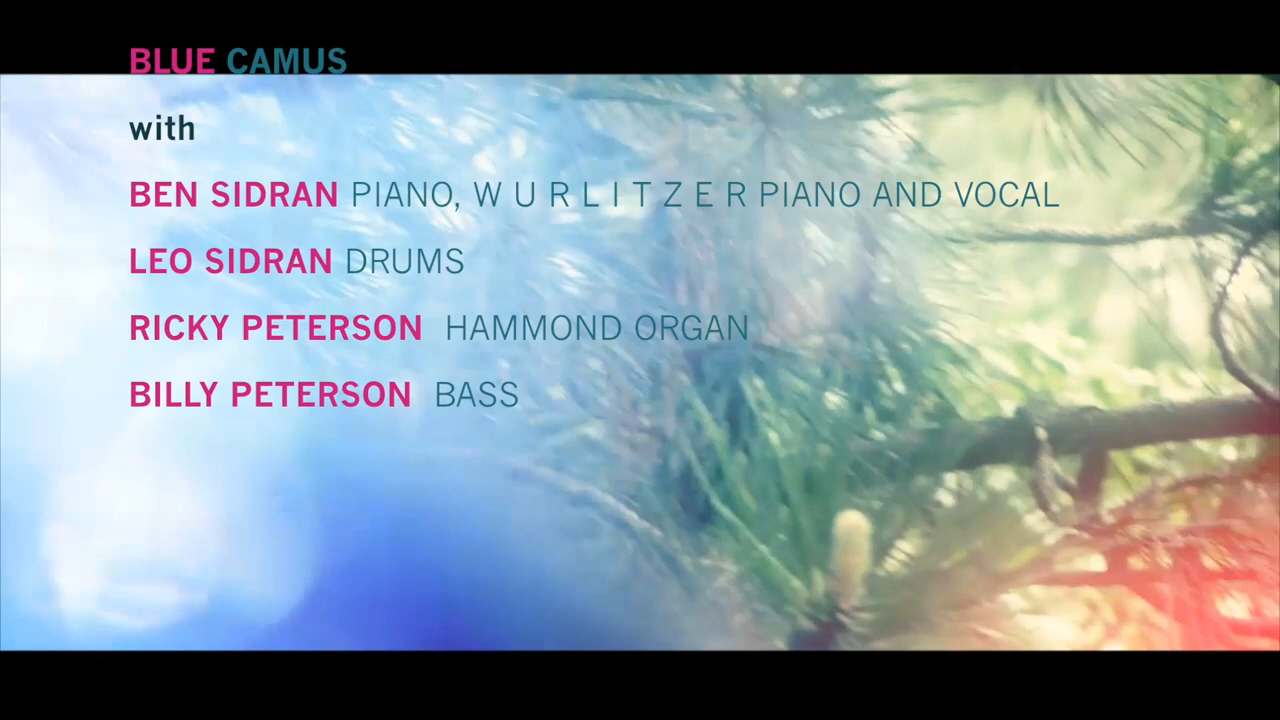 BLUE CAMUS
with
BEN SIDRAN PIANO, W U R L I T Z E R PIANO AND VOCAL
LEO SIDRAN DRUMS
RICKY PETERSON HAMMOND ORGAN
BILLY PETERSON BASS